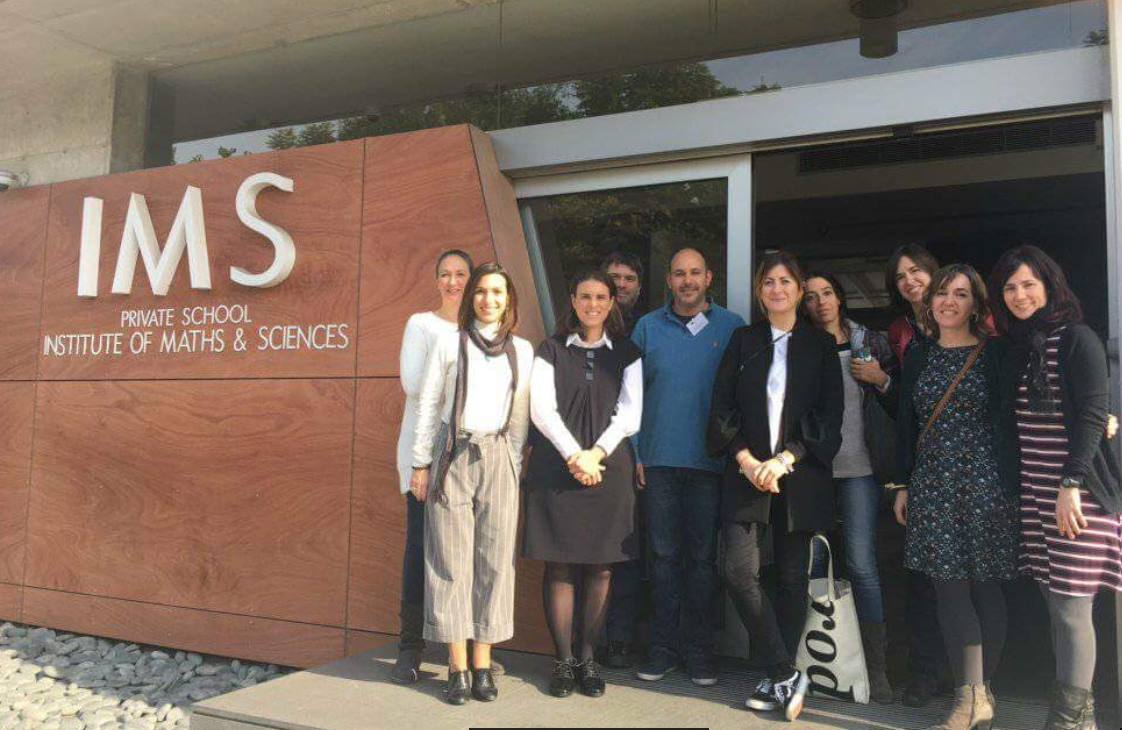 IMS
PRIVATE SCHOOL
INSTITUTE OF MATHS & SCIENCES